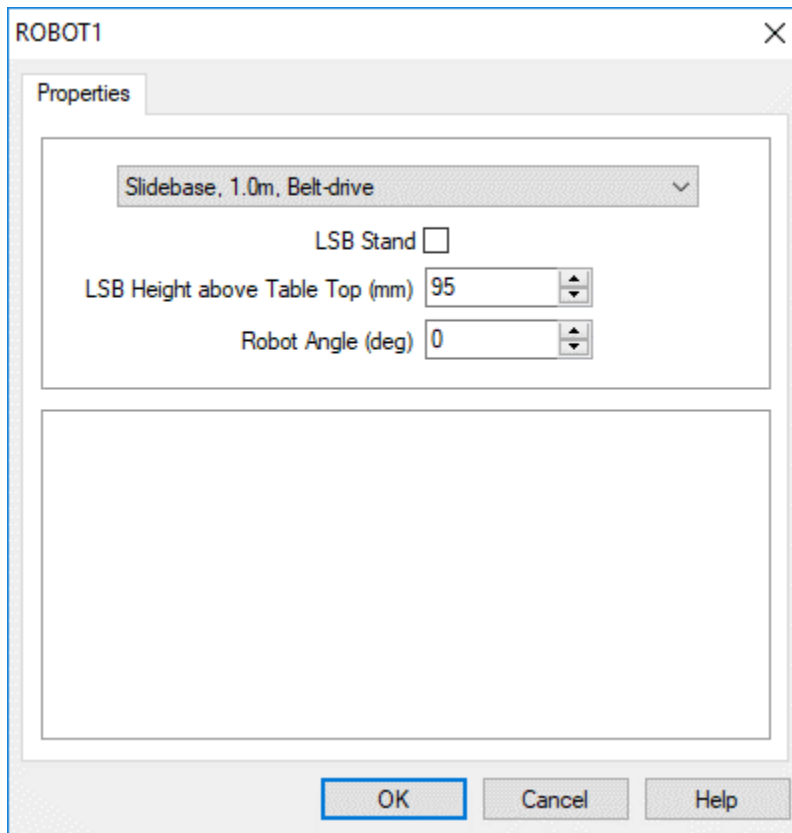 ROBOT1
Properties
Slidebase, 1.0m, Belt-drive
LSB Stand
LSB Height above Table Top (mm) 95
Robot Angle (deg) 0
OK Cancel Help